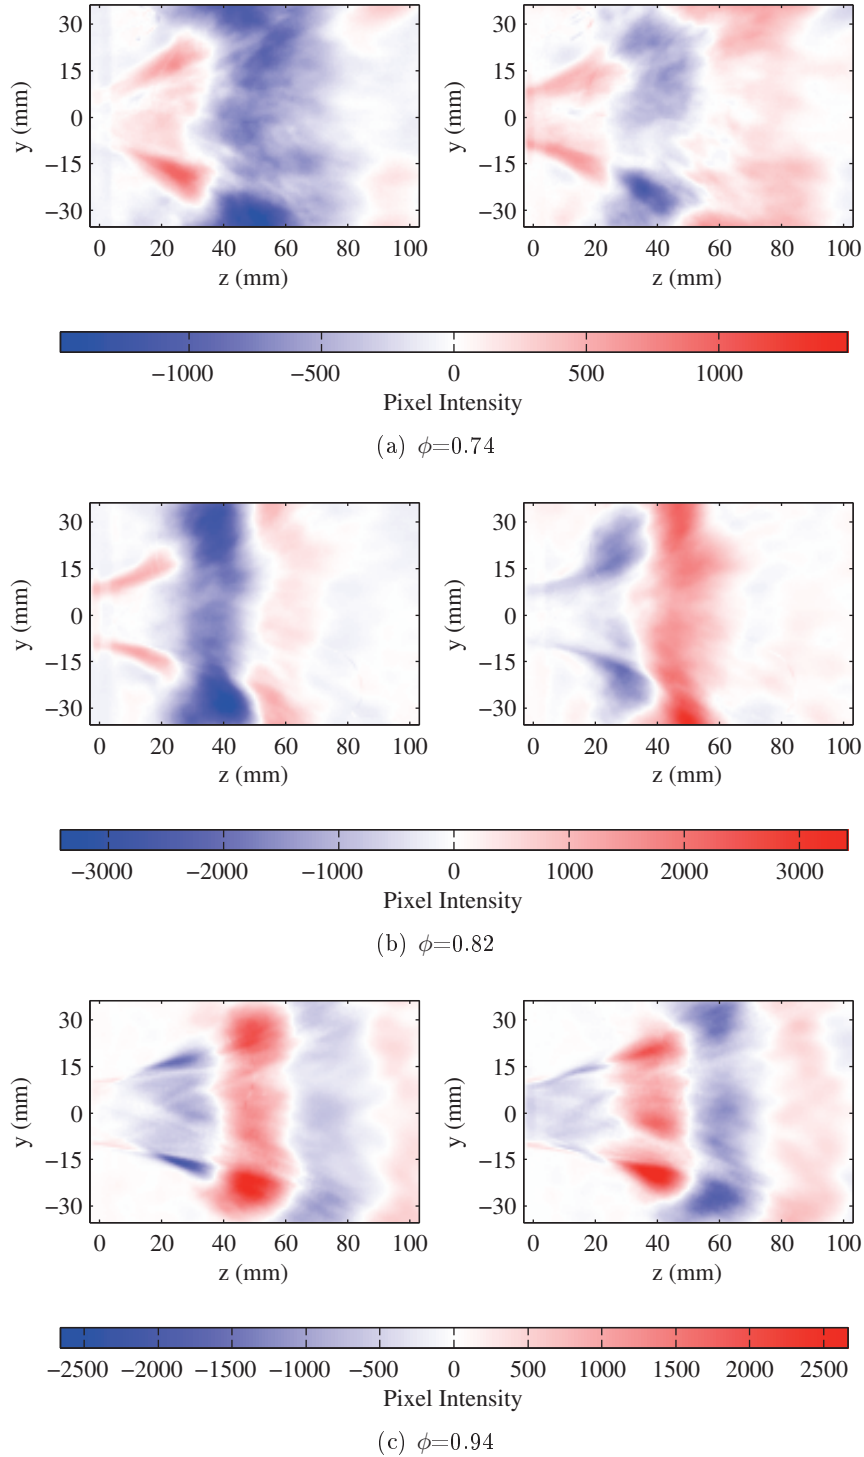 30
15
0
−15
−30
y (mm)
0 20 40 60 80 100
z (mm)
30
15
0
−15
−30
y (mm)
0 20 40 60 80 100
z (mm)
−1000 −500 0 500 1000
Pixel Intensity
(a) ϕ=0.74
30
15
0
−15
−30
y (mm)
0 20 40 60 80 100
z (mm)
30
15
0
−15
−30
y (mm)
0 20 40 60 80 100
z (mm)
−3000 −2000 −1000 0 1000 2000 3000
Pixel Intensity
(b) ϕ=0.82
30
15
0
−15
−30
y (mm)
0 20 40 60 80 100
z (mm)
30
15
0
−15
−30
y (mm)
0 20 40 60 80 100
z (mm)
−2500 −2000 −1500 −1000 −500 0 500 1000 1500 2000 2500
Pixel Intensity
(c) ϕ=0.94